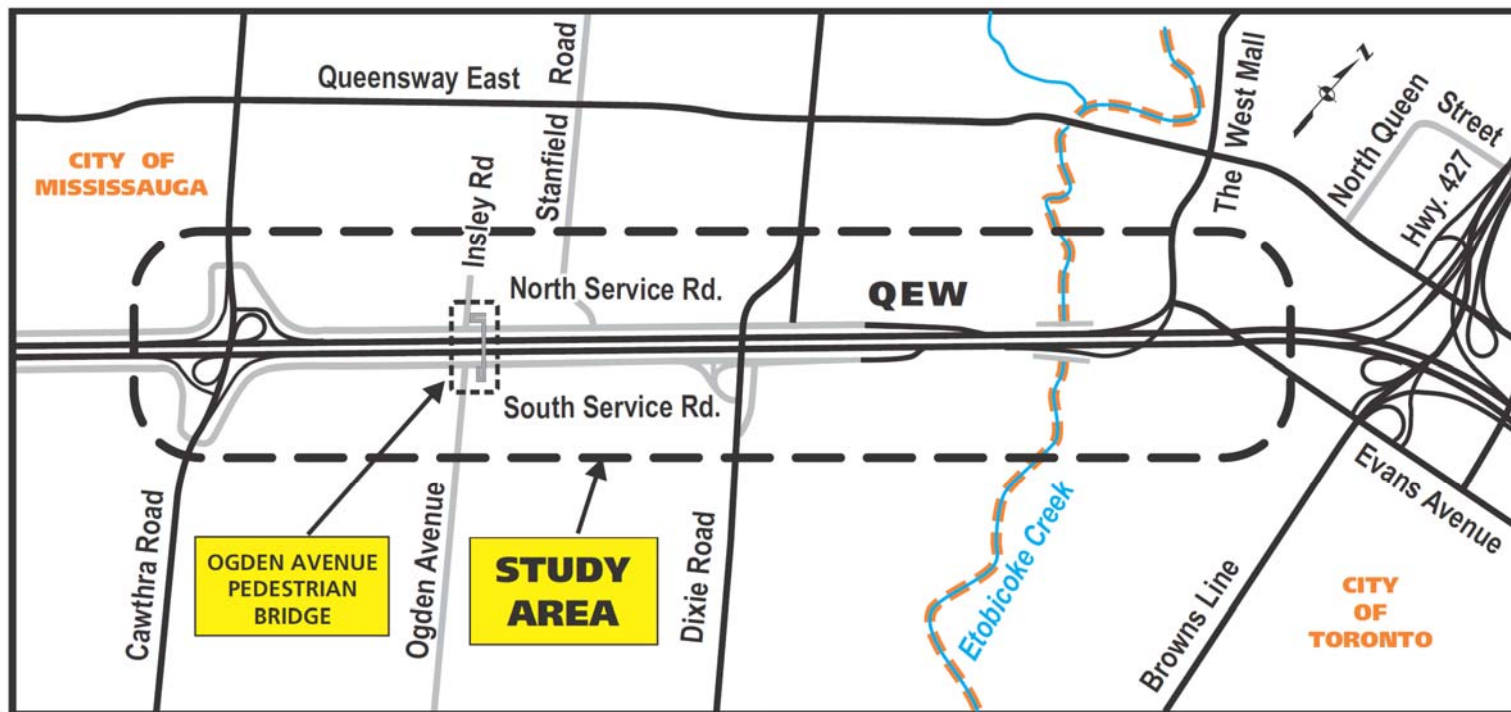 Queensway East
Stanfield Road
The West Mall
Z
North Queen
Street
Hwy. 427
CITY OF
MISSISSAUGA
Insley Rd
North Service Rd.
QEW
South Service Rd.
Cawthra Road
OGDEN AVENUE
PEDESTRIAN
BRIDGE
Ogden Avenue
STUDY
AREA
Dixie Road
Etobicoke Creek
Browns Line
Evans Avenue
CITY
OF
TORONTO